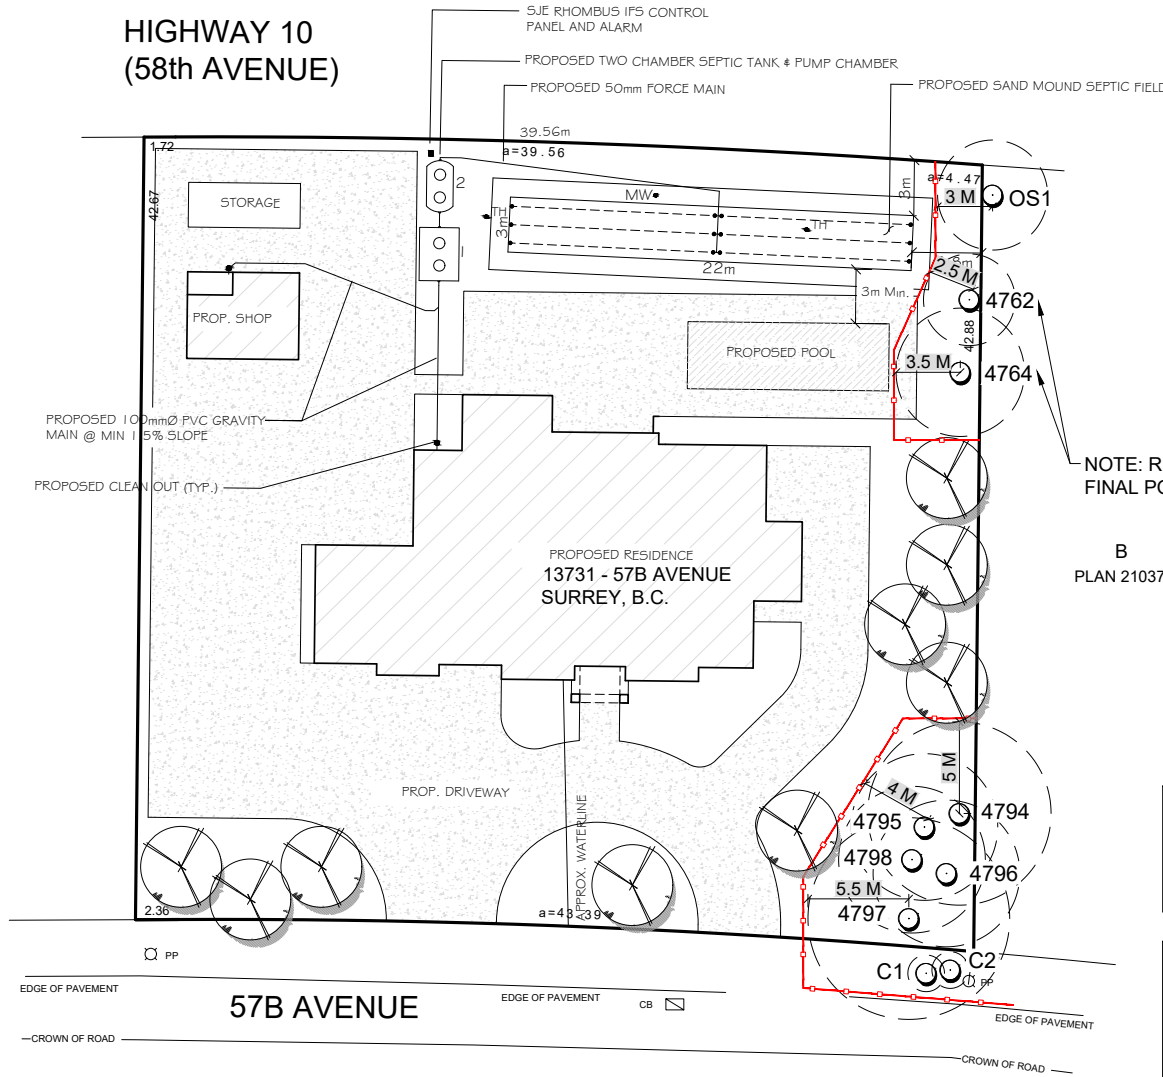 HIGHWAY 10
(58th AVENUE)
SJE RHOMBUS IFS CONTROL
PANEL AND ALARM
PROPOSED TWO CHAMBER SEPTIC TANK & PUMP CHAMBER
PROPOSED 50mm FORCE MAIN
PROPOSED SAND MOUND SEPTIC FIELD
39.56m
a=39.56
1.72
42.67
a=4.47
3m
3 M
OS1
STORAGE
2
MW
TH
3m
TH
1
22m
2.5 M
4762
3m Min.
42.88
PROP. SHOP
PROPOSED POOL
3.5 M
4764
PROPOSED 100mmØ PVC GRAVITY
MAIN @ MIN 1.5% SLOPE
PROPOSED CLEAN OUT (TYP.)
NOTE: R
FINAL PO
B
PLAN 21037
PROPOSED RESIDENCE
13731 - 57B AVENUE
SURREY, B.C.
PROP. DRIVEWAY
APPROX. WATERLINE
5 M
4 M
4795
4794
4798
4796
5.5 M
4797
2.36
a=43.39
C1
C2
PP
PP
EDGE OF PAVEMENT
57B AVENUE
EDGE OF PAVEMENT
CB
EDGE OF PAVEMENT
CROWN OF ROAD
CROWN OF ROAD